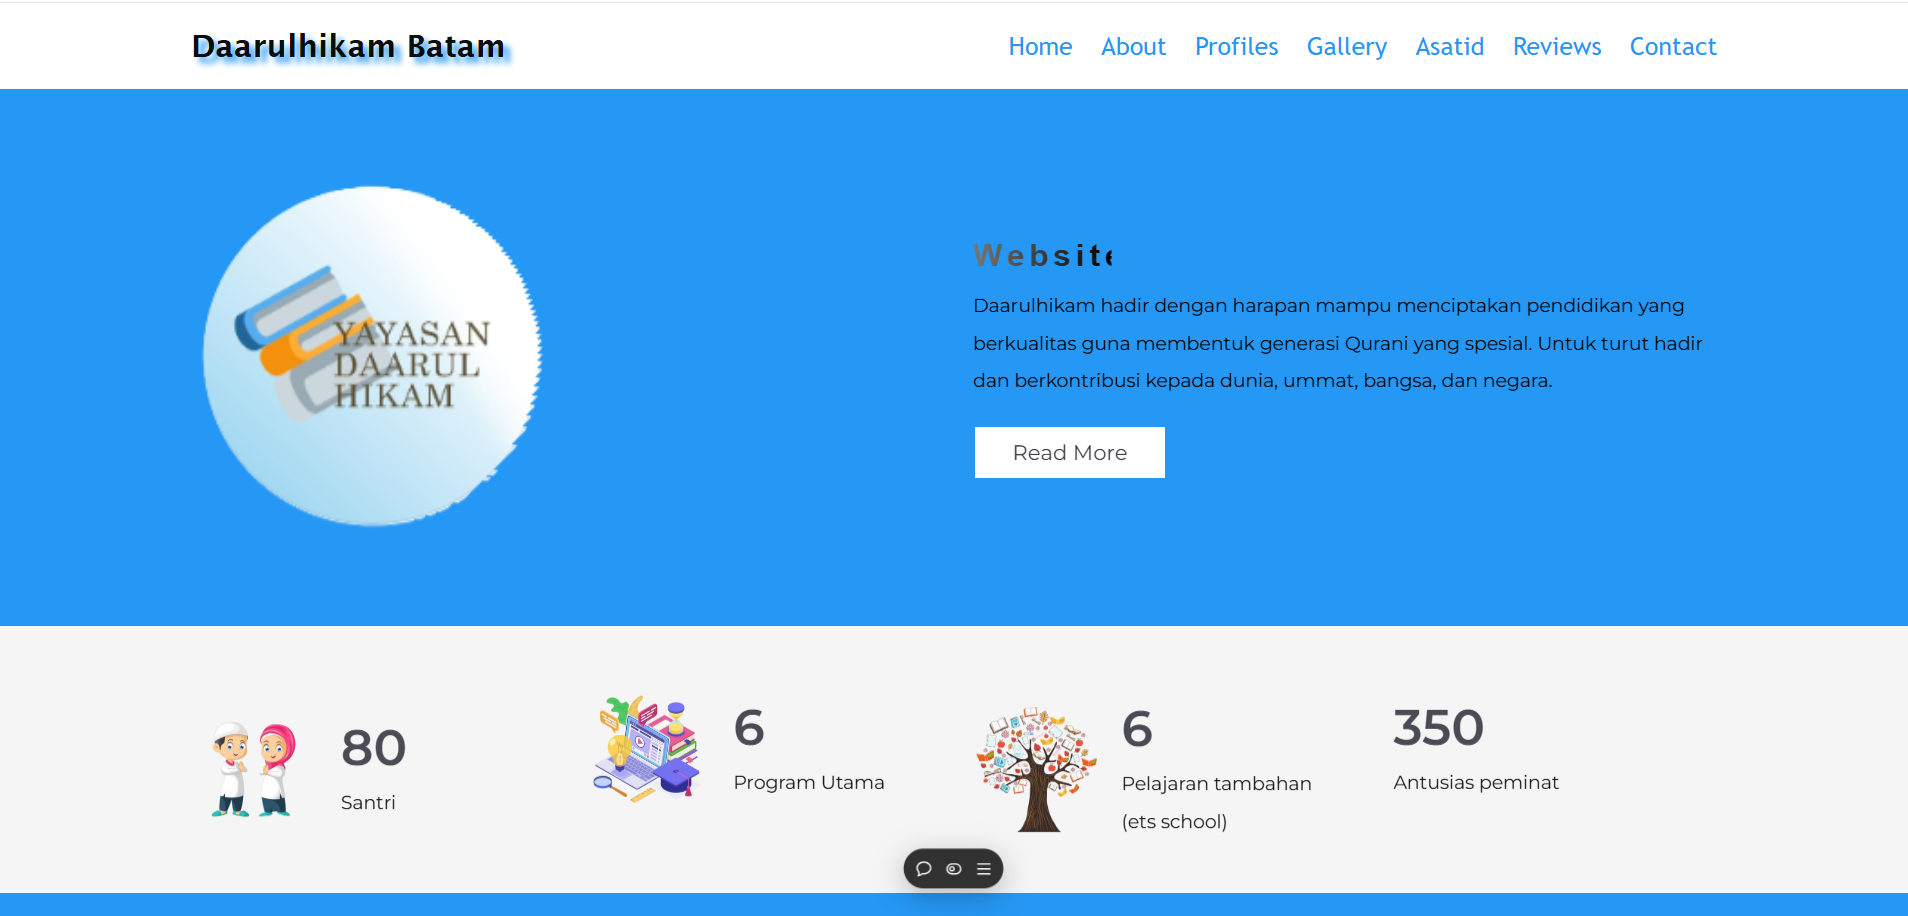 Daarulhikam Batam
Home About Profiles Gallery Asatid Reviews Contact
YAYASAN
DAARUL
HIKAM
Website
Daarulhikam hadir dengan harapan mampu menciptakan pendidikan yang
berkualitas guna membentuk generasi Qurani yang spesial. Untuk turut hadir
dan berkontribusi kepada dunia, ummat, bangsa, dan negara.
Read More
80
Santri
6
Program Utama
6
Pelajaran tambahan
(ets school)
350
Antusias peminat